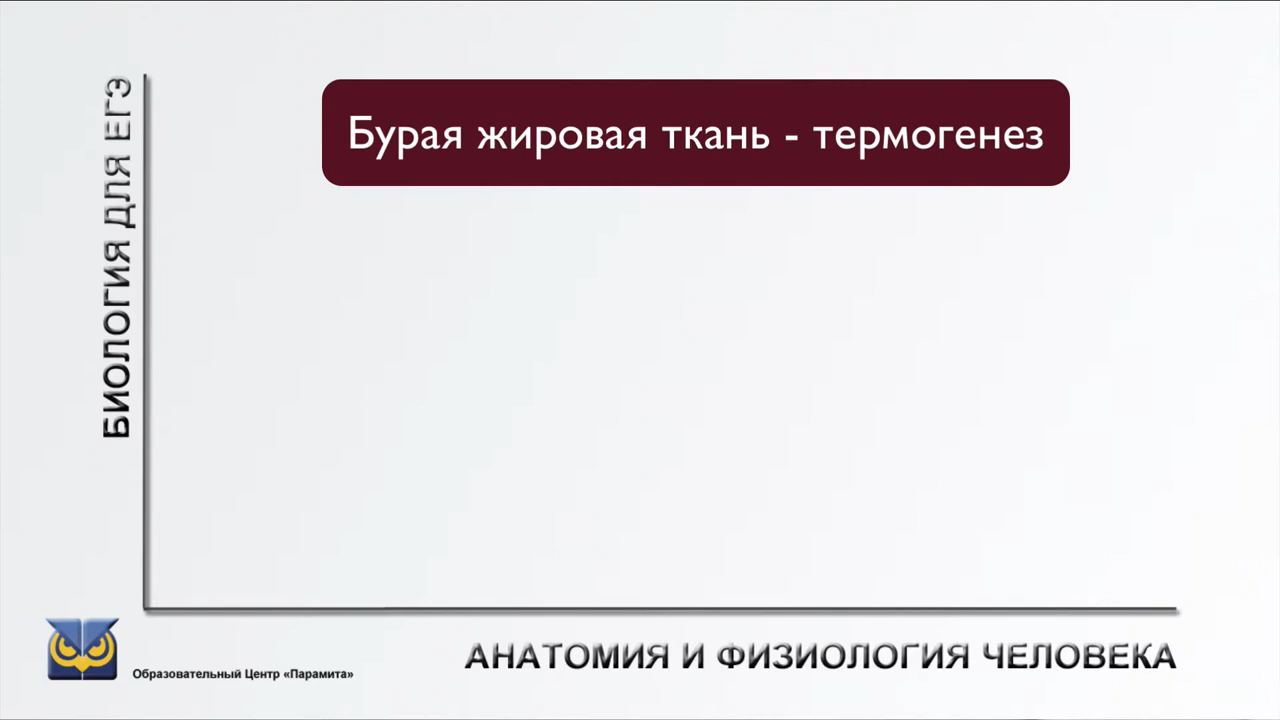 Бурая жировая ткань - термогенез
БИОЛОГИЯ ДЛЯ ЕГЭ
Образовательный Центр «Парамита»
АНАТОМИЯ И ФИЗИОЛОГИЯ ЧЕЛОВЕКА